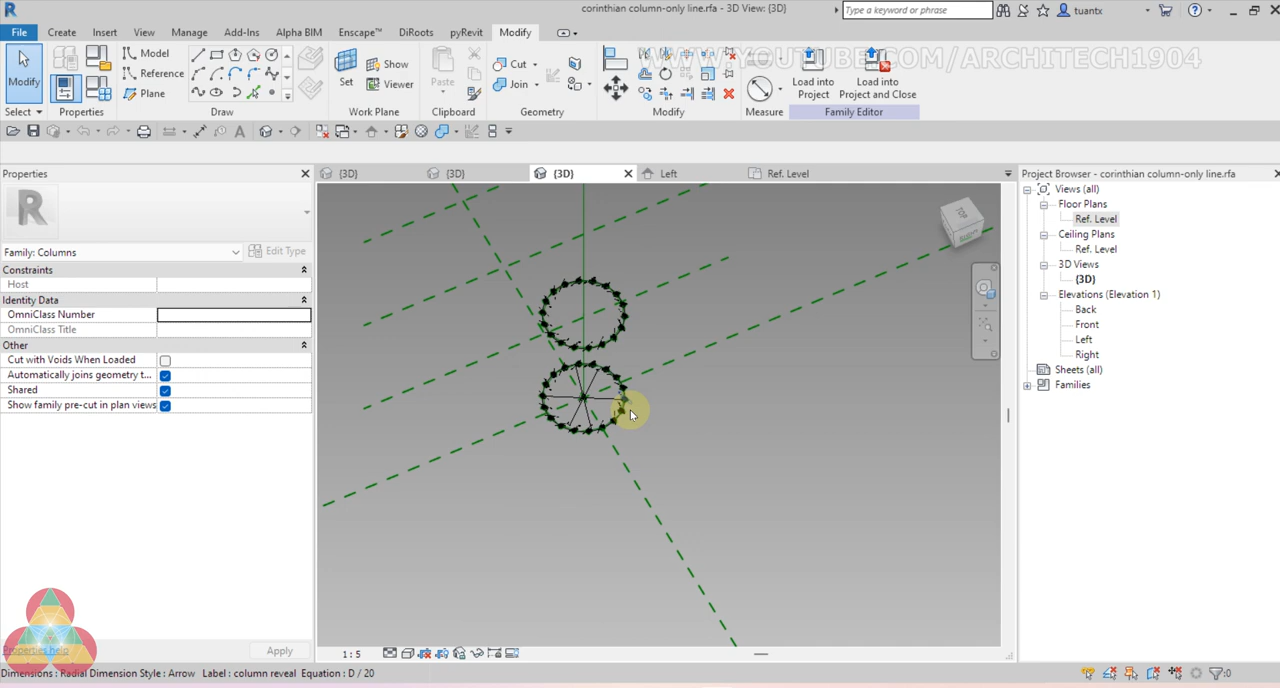 corinthian column-only line.rfa - 3D View: {3D}
Type a keyword or phrase
tuantx
File Create Insert View Manage Add-Ins Alpha BIM Enscape™ DiRoots pyRevit Modify
WWW.YOUTUBE.COM/ARCHITECH1904
Modify
Model
Reference
Plane
Set
Show
Viewer
Paste
Cut
Join
Load into
Project
Load into
Project and Close
Select Properties Draw Work Plane Clipboard Geometry Modify Measure Family Editor
Properties
{3D}
{3D}
{3D}
Left
Ref. Level
Project Browser - corinthian column-only line.rfa
Family: Columns
Edit Type
Constraints
Host
Identity Data
OmniClass Number
OmniClass Title
Other
Cut with Voids When Loaded
Automatically joins geometry t...
Shared
Show family pre-cut in plan views
Properties help
Apply
TOP
RIGHT
Views (all)
Floor Plans
Ref. Level
Ceiling Plans
Ref. Level
3D Views
{3D}
Elevations (Elevation 1)
Back
Front
Left
Right
Sheets (all)
Families
1 : 5
Dimensions : Radial Dimension Style : Arrow Label : column reveal Equation : D / 20
:0